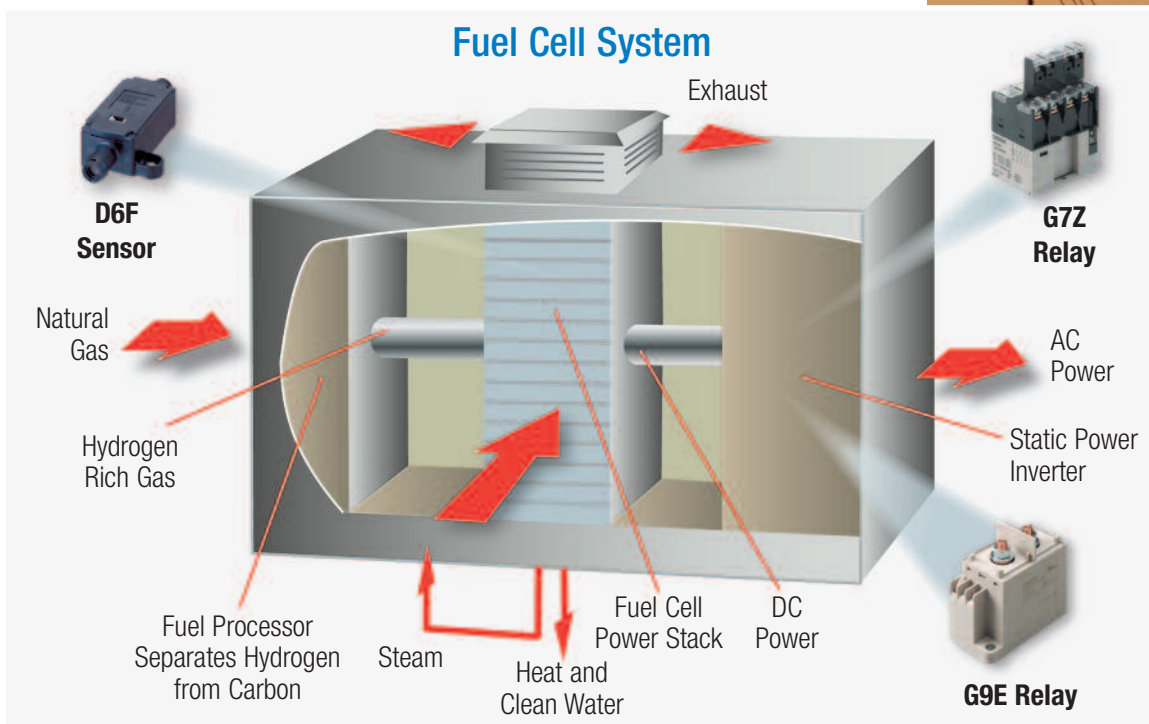 Fuel Cell System
Exhaust
D6F
Sensor
G7Z
Relay
Natural
Gas
AC
Power
Hydrogen
Rich Gas
Static Power
Inverter
Fuel Processor
Separates Hydrogen
from Carbon
Steam
Heat and
Clean Water
Fuel Cell
Power Stack
DC
Power
G9E Relay